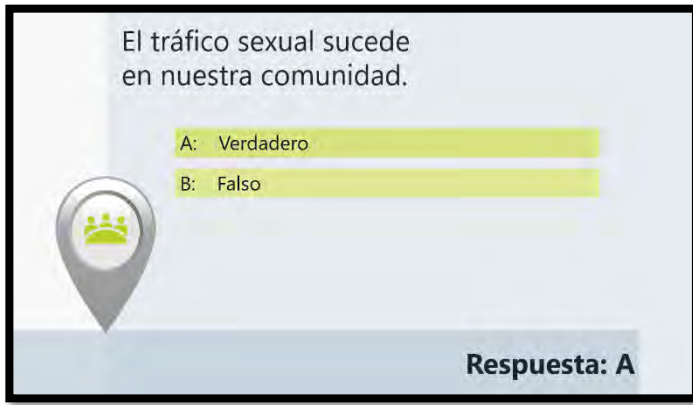 El tráfico sexual sucede
en nuestra comunidad.
A: Verdadero
B: Falso
Respuesta: A